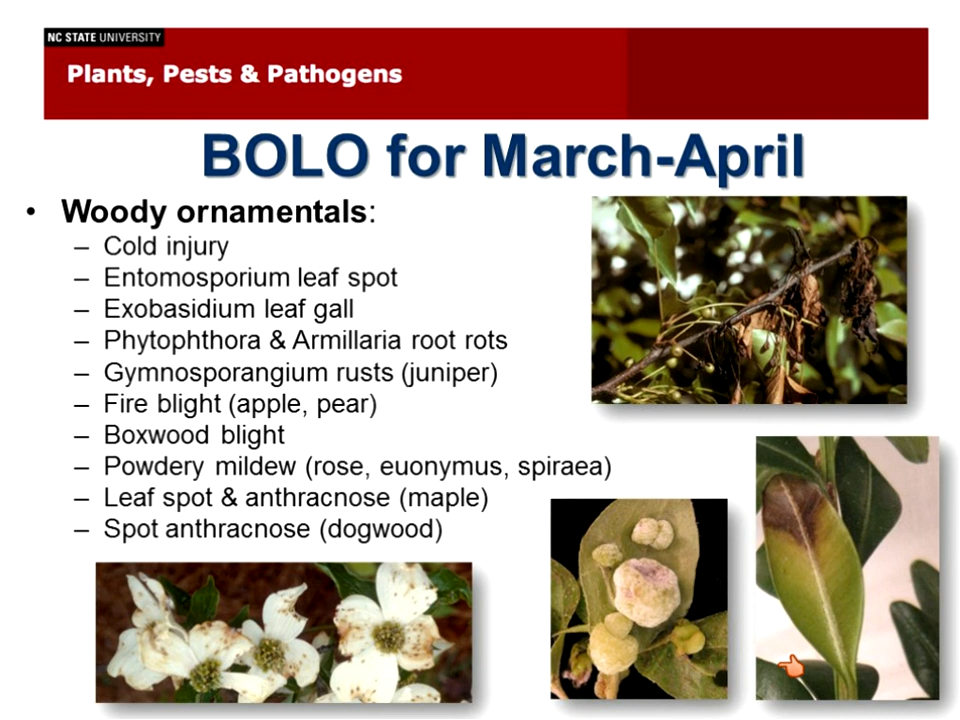 NC STATE UNIVERSITY
Plants, Pests & Pathogens
BOLO for March-April
• Woody ornamentals:
– Cold injury
– Entomosporium leaf spot
– Exobasidium leaf gall
– Phytophthora & Armillaria root rots
– Gymnosporangium rusts (juniper)
– Fire blight (apple, pear)
– Boxwood blight
– Powdery mildew (rose, euonymus, spiraea)
– Leaf spot & anthracnose (maple)
– Spot anthracnose (dogwood)